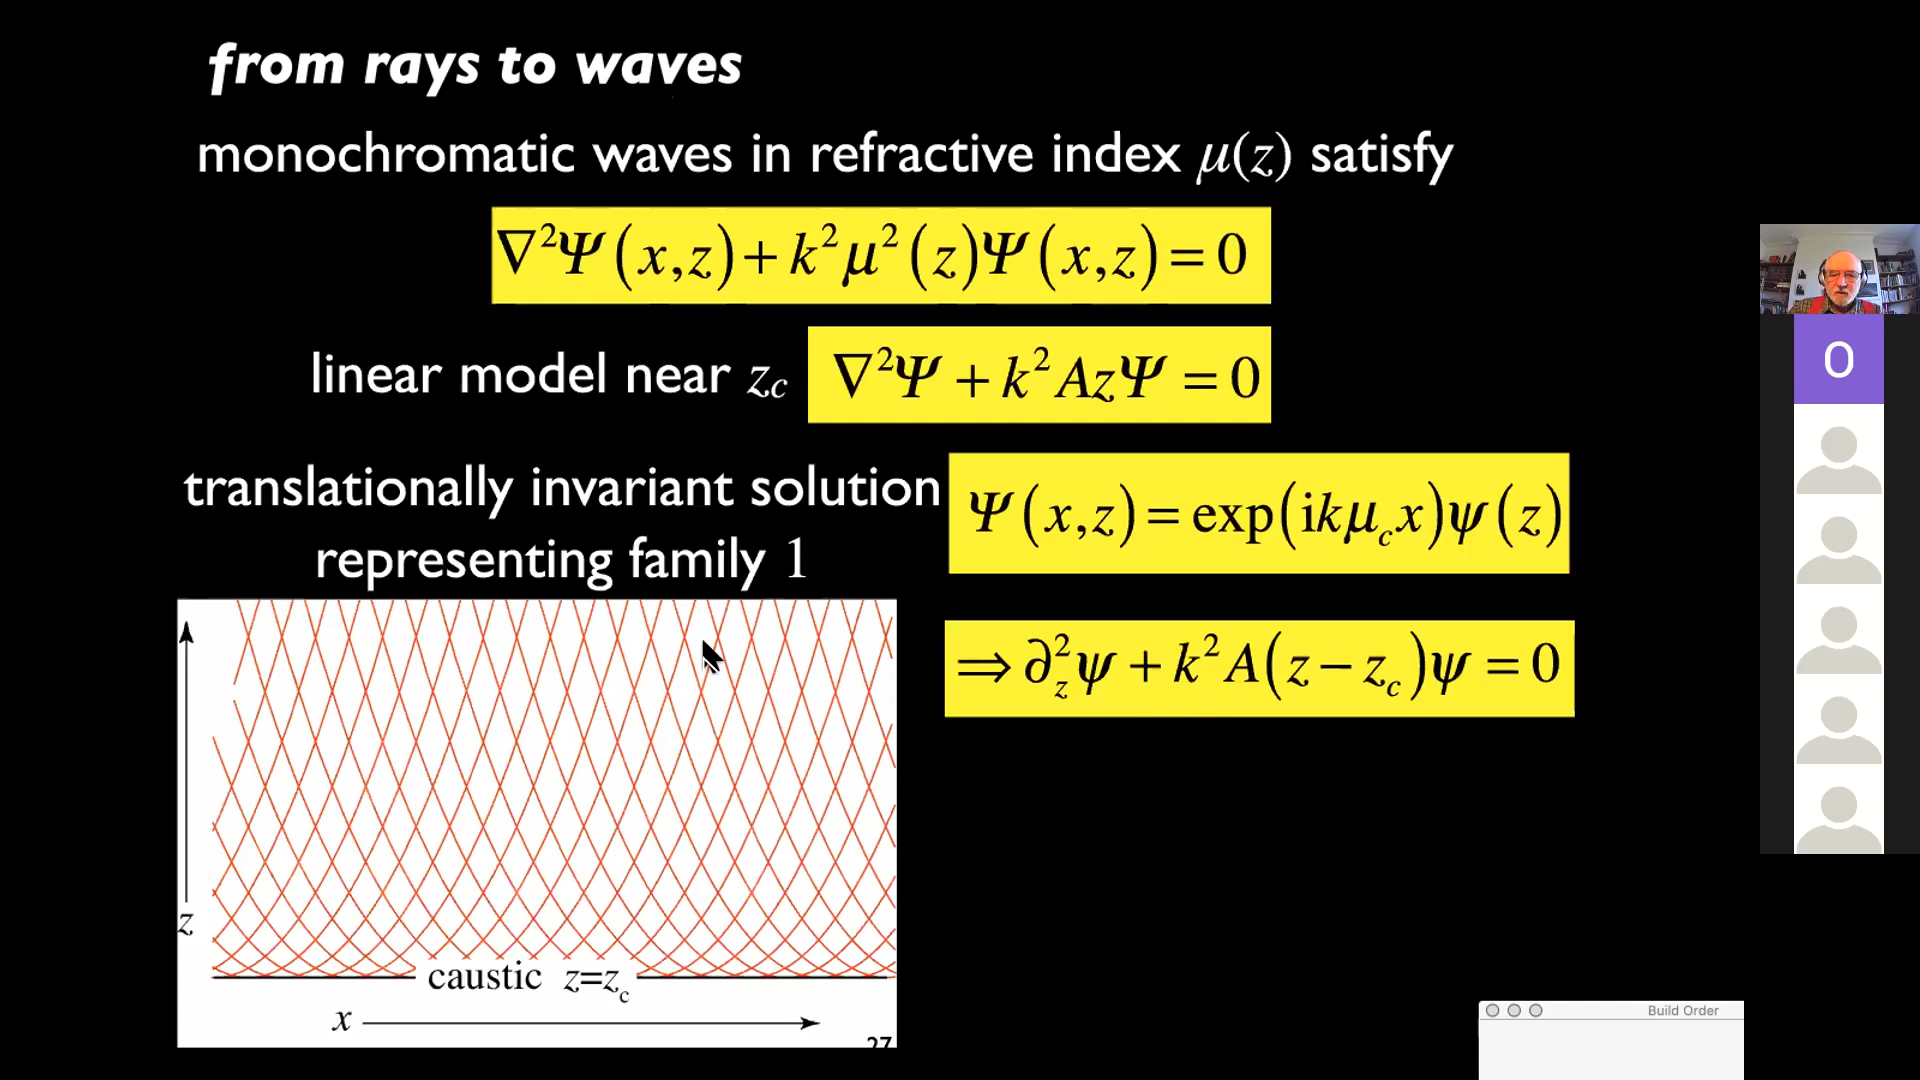 from rays to waves
monochromatic waves in refractive index μ(z) satisfy
∇²Ψ(x,z)+k²μ²(z)Ψ(x,z)=0
linear model near z_c ∇²Ψ + k²AzΨ = 0
translationally invariant solution
representing family 1
Ψ(x,z)=exp(ikμ_c x)ψ(z)
⇒∂_z²ψ + k²A(z−z_c)ψ = 0
z
caustic z=z_c
x
27
O
Build Order